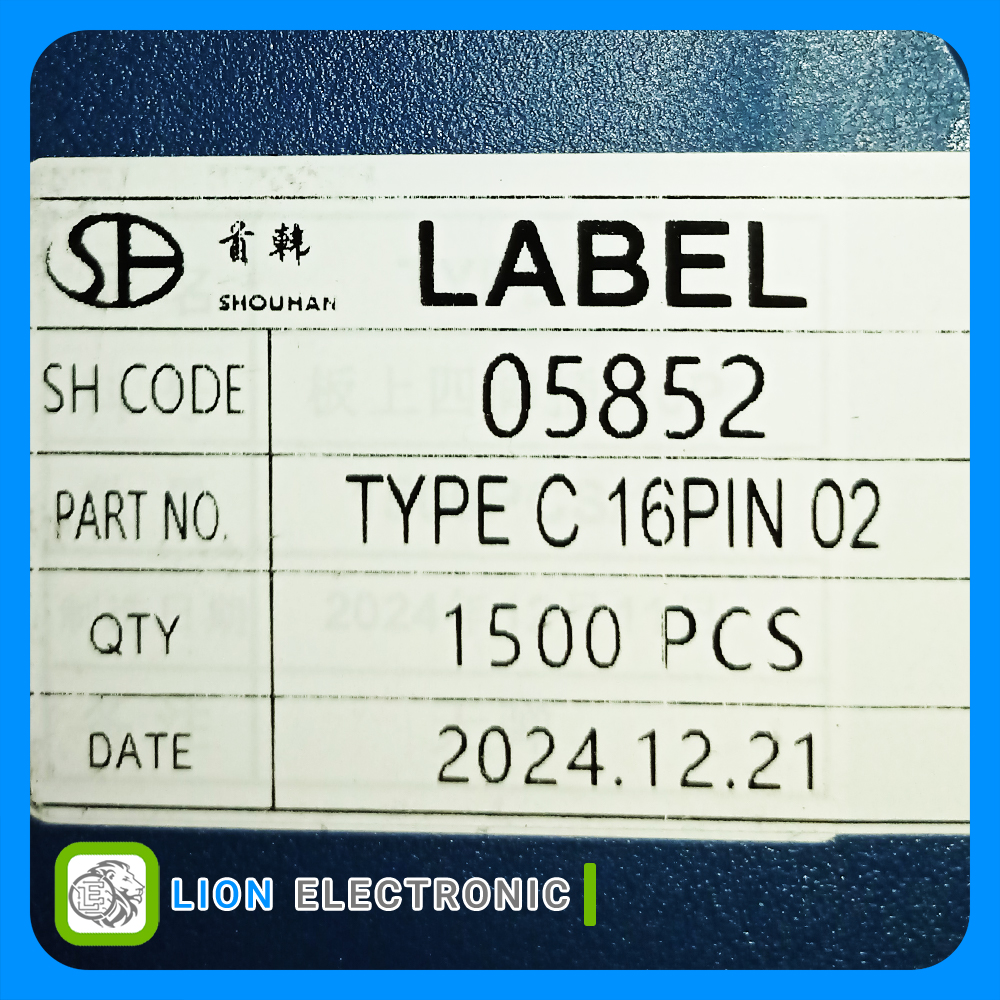 SH 首韩 LABEL
SHOUHAN
SH CODE 05852
PART NO. TYPE C 16PIN 02
QTY 1500 PCS
DATE 2024.12.21
LION ELECTRONIC